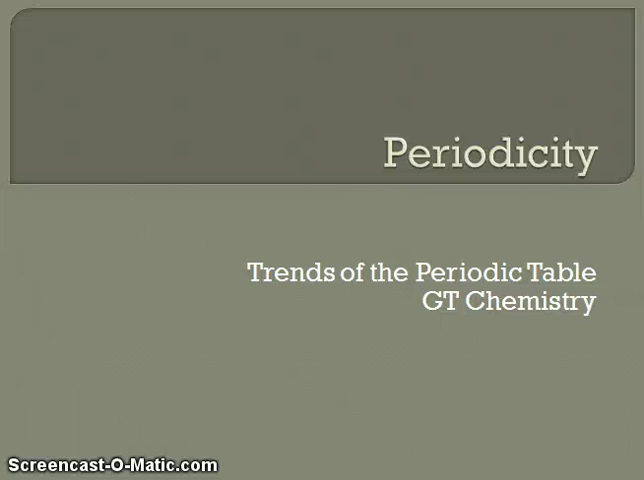 Periodicity
Trends of the Periodic Table
GT Chemistry
Screencast-O-Matic.com